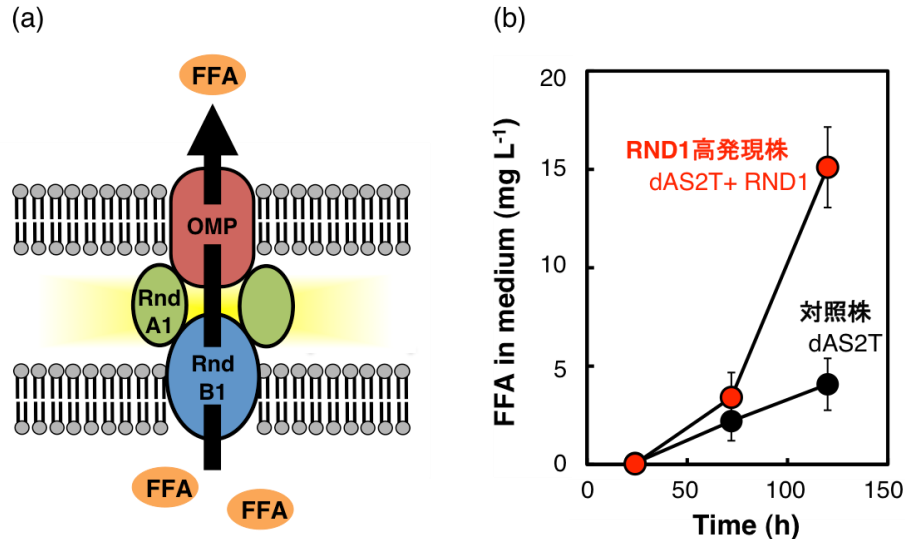 (a)
FFA
OMP
Rnd
A1
Rnd
B1
FFA
FFA
(b)
FFA in medium (mg L-1)
20
15
10
5
0
RND1高発現株
dAS2T+ RND1
対照株
dAS2T
0
50
100
150
Time (h)